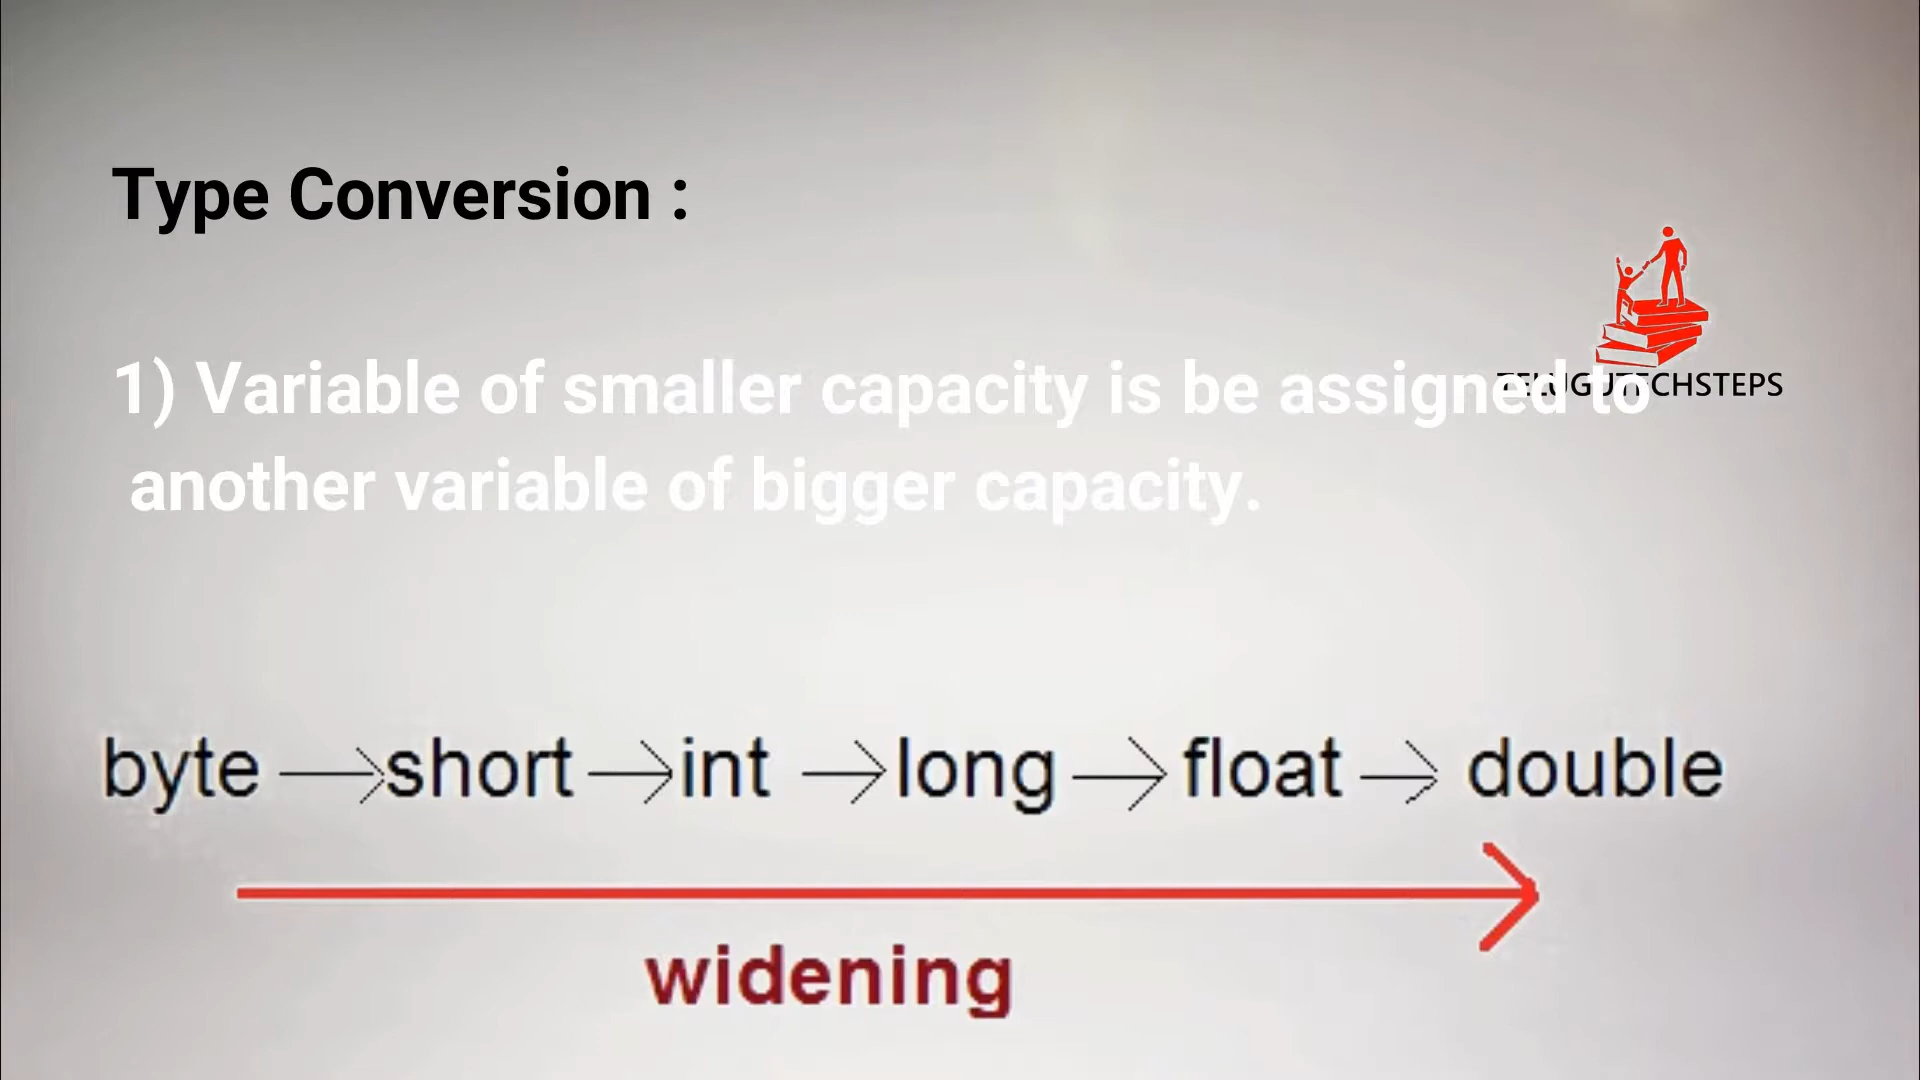 Type Conversion :
TELUGUTECHSTEPS
1) Variable of smaller capacity is be assigned to
another variable of bigger capacity.
byte → short → int → long → float → double
widening